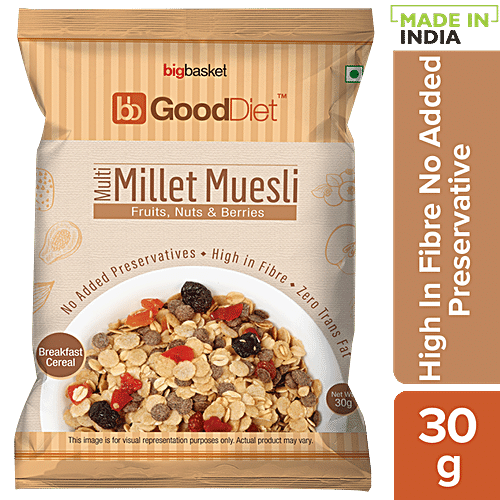 MADE IN
INDIA
bigbasket
bb GoodDiet™
Multi
Millet Muesli
Fruits, Nuts & Berries
No Added Preservatives • High in Fibre • Zero Trans Fat
Breakfast
Cereal
Net Wt.
30g
This image is for visual representation purposes only. Actual product may vary.
High In Fibre No Added
Preservative
30
g